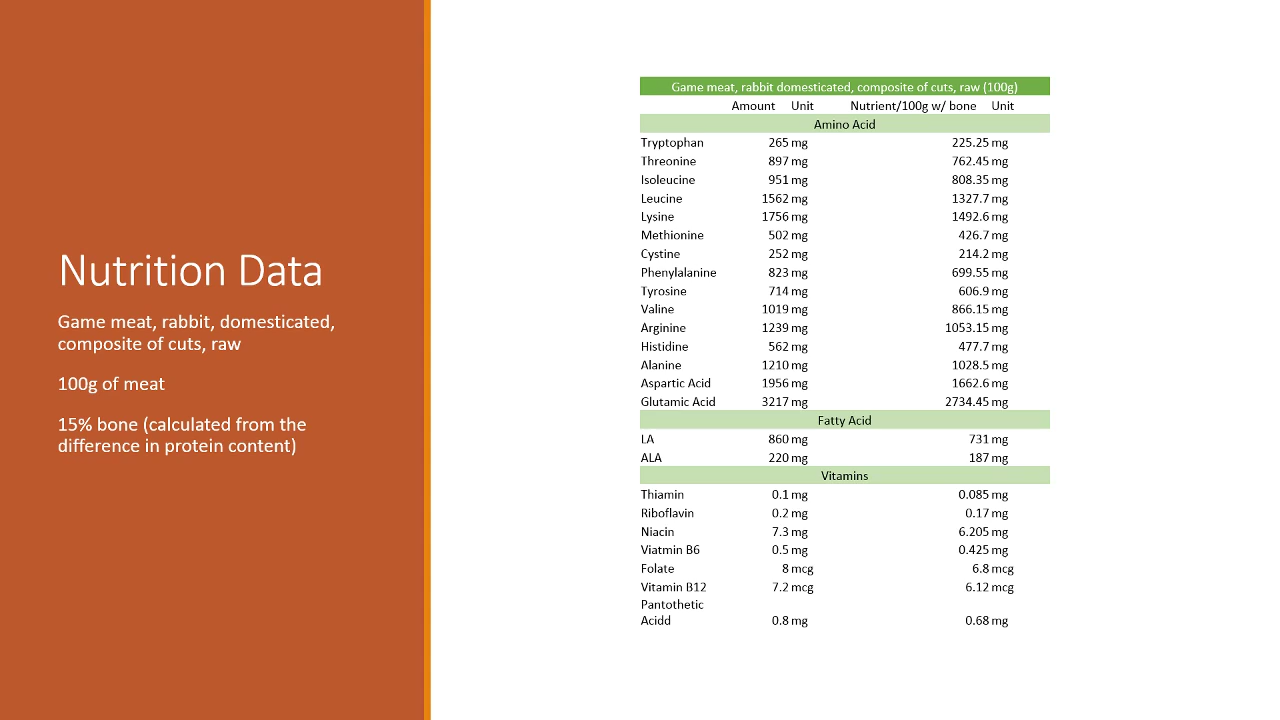 Nutrition Data
Game meat, rabbit, domesticated,
composite of cuts, raw
100g of meat
15% bone (calculated from the
difference in protein content)
Game meat, rabbit domesticated, composite of cuts, raw (100g)
Amount Unit Nutrient/100g w/ bone Unit
Amino Acid
Tryptophan 265 mg 225.25 mg
Threonine 897 mg 762.45 mg
Isoleucine 951 mg 808.35 mg
Leucine 1562 mg 1327.7 mg
Lysine 1756 mg 1492.6 mg
Methionine 502 mg 426.7 mg
Cystine 252 mg 214.2 mg
Phenylalanine 823 mg 699.55 mg
Tyrosine 714 mg 606.9 mg
Valine 1019 mg 866.15 mg
Arginine 1239 mg 1053.15 mg
Histidine 562 mg 477.7 mg
Alanine 1210 mg 1028.5 mg
Aspartic Acid 1956 mg 1662.6 mg
Glutamic Acid 3217 mg 2734.45 mg
Fatty Acid
LA 860 mg 731 mg
ALA 220 mg 187 mg
Vitamins
Thiamin 0.1 mg 0.085 mg
Riboflavin 0.2 mg 0.17 mg
Niacin 7.3 mg 6.205 mg
Viatmin B6 0.5 mg 0.425 mg
Folate 8 mcg 6.8 mcg
Vitamin B12 7.2 mcg 6.12 mcg
Pantothetic
Acidd 0.8 mg 0.68 mg